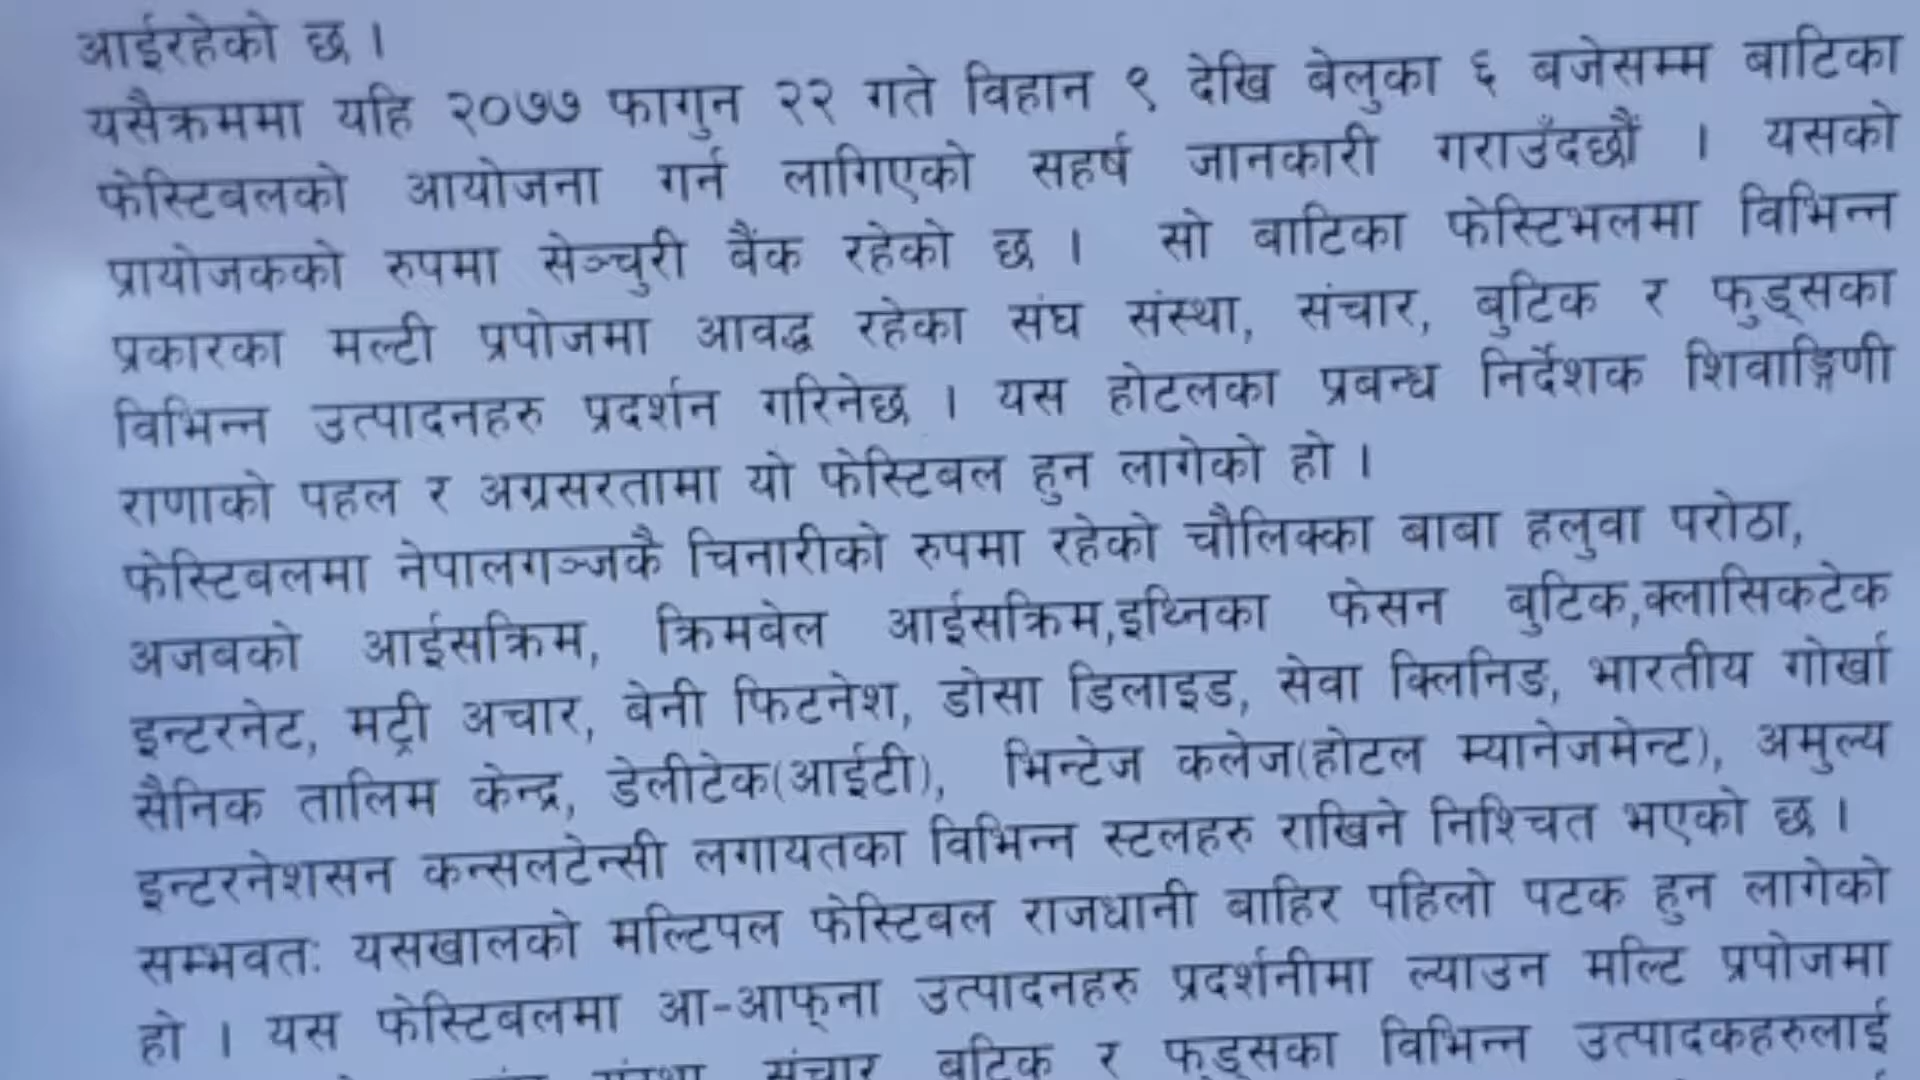 आईरहेको छ ।
यसैक्रममा यहि २०७७ फागुन २२ गते विहान ९ देखि बेलुका ६ बजेसम्म बाटिका
फेस्टिबलको आयोजना गर्न लागिएको सहर्ष जानकारी गराउँदछौं । यसको
प्रायोजकको रुपमा सेञ्चुरी बैंक रहेको छ । सो बाटिका फेस्टिभलमा विभिन्न
प्रकारका मल्टी प्रपोजमा आवद्ध रहेका संघ संस्था, संचार, बुटिक र फुड्सका
विभिन्न उत्पादनहरु प्रदर्शन गरिनेछ । यस होटलका प्रबन्ध निर्देशक शिवाङ्गिणी
राणाको पहल र अग्रसरतामा यो फेस्टिबल हुन लागेको हो ।
फेस्टिबलमा नेपालगञ्जकै चिनारीको रुपमा रहेको चौलिक्का बाबा हलुवा परोठा,
अजवको आईसक्रिम, क्रिमबेल आईसक्रिम,इथ्निका फेसन बुटिक,क्लासिकटेक
इन्टरनेट, मट्री अचार, बेनी फिटनेश, डोसा डिलाइड, सेवा क्लिनिङ, भारतीय गोर्खा
सैनिक तालिम केन्द्र, डेलीटेक(आईटी), भिन्टेज कलेज(होटल म्यानेजमेन्ट), अमुल्य
इन्टरनेशसन कन्सलटेन्सी लगायतका विभिन्न स्टलहरु राखिने निश्चित भएको छ ।
सम्भवतः यसखालको मल्टिपल फेस्टिबल राजधानी बाहिर पहिलो पटक हुन लागेको
हो । यस फेस्टिबलमा आ-आफ्ना उत्पादनहरु प्रदर्शनीमा ल्याउन मल्टि प्रपोजमा
संस्था संचार बुटिक र फुड्सका विभिन्न उत्पादकहरुलाई